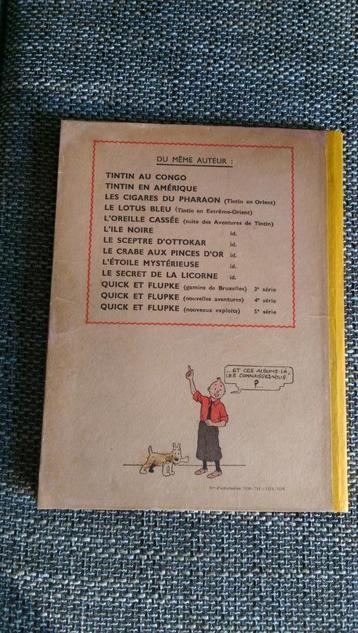 DU MÊME AUTEUR :
TINTIN AU CONGO
TINTIN EN AMÉRIQUE
LES CIGARES DU PHARAON (Tintin en Orient)
LE LOTUS BLEU (Tintin en Extrême-Orient)
L'OREILLE CASSÉE (suite des Aventures de Tintin)
L'ILE NOIRE id.
LE SCEPTRE D'OTTOKAR id.
LE CRABE AUX PINCES D'OR id.
L'ÉTOILE MYSTÉRIEUSE id.
LE SECRET DE LA LICORNE id.
QUICK ET FLUPKE (gamins de Bruxelles) 2e série
QUICK ET FLUPKE (nouvelles aventures) 4e série
QUICK ET FLUPKE (nouveaux exploits) 5e série
...ET CES ALBUMS-LÀ,
LES CONNAISSEZ-VOUS
?...
d'autorisation